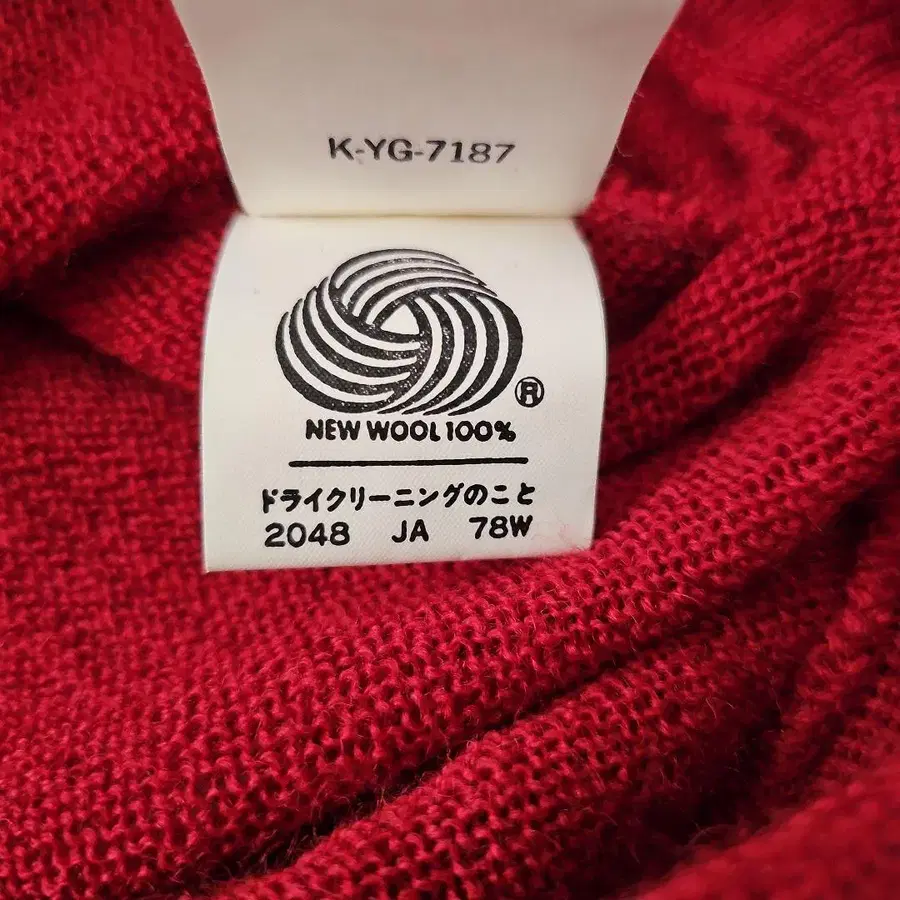 K-YG-7187
®
NEW WOOL 100%
ドライクリーニングのこと
2048 JA 78W